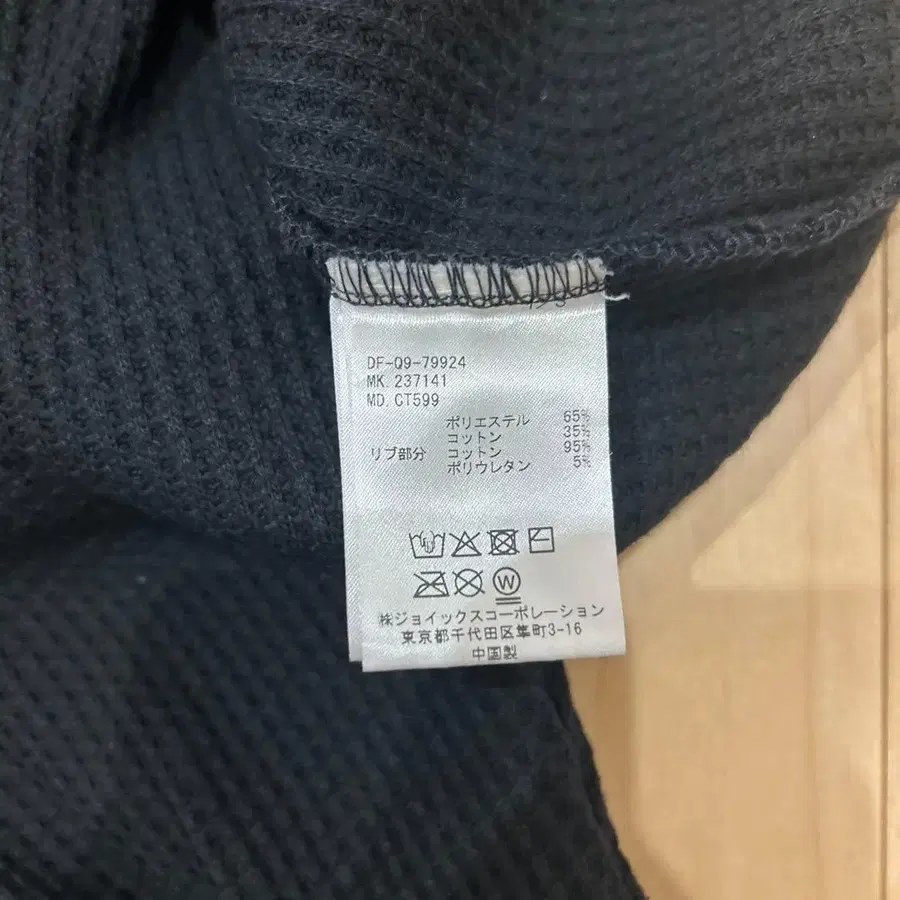 DF-Q9-79924
MK. 237141
MD. CT599
ポリエステル 65%
コットン 35%
リブ部分 コットン 95%
ポリウレタン 5%
W
㈱ジョイックスコーポレーション
東京都千代田区隼町3-16
中国製